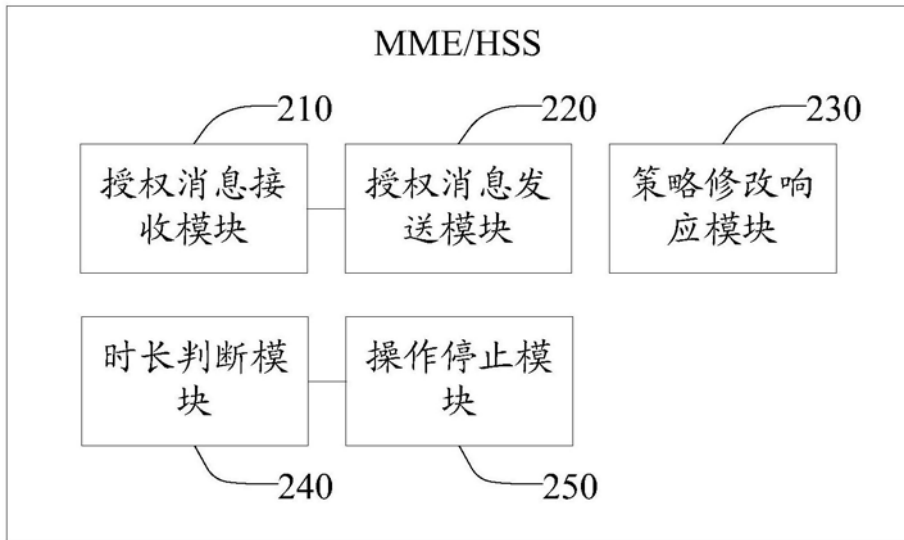 MME/HSS
210
220
230
授权消息接
收模块
授权消息发
送模块
策略修改响
应模块
时长判断模
块
操作停止模
块
240
250